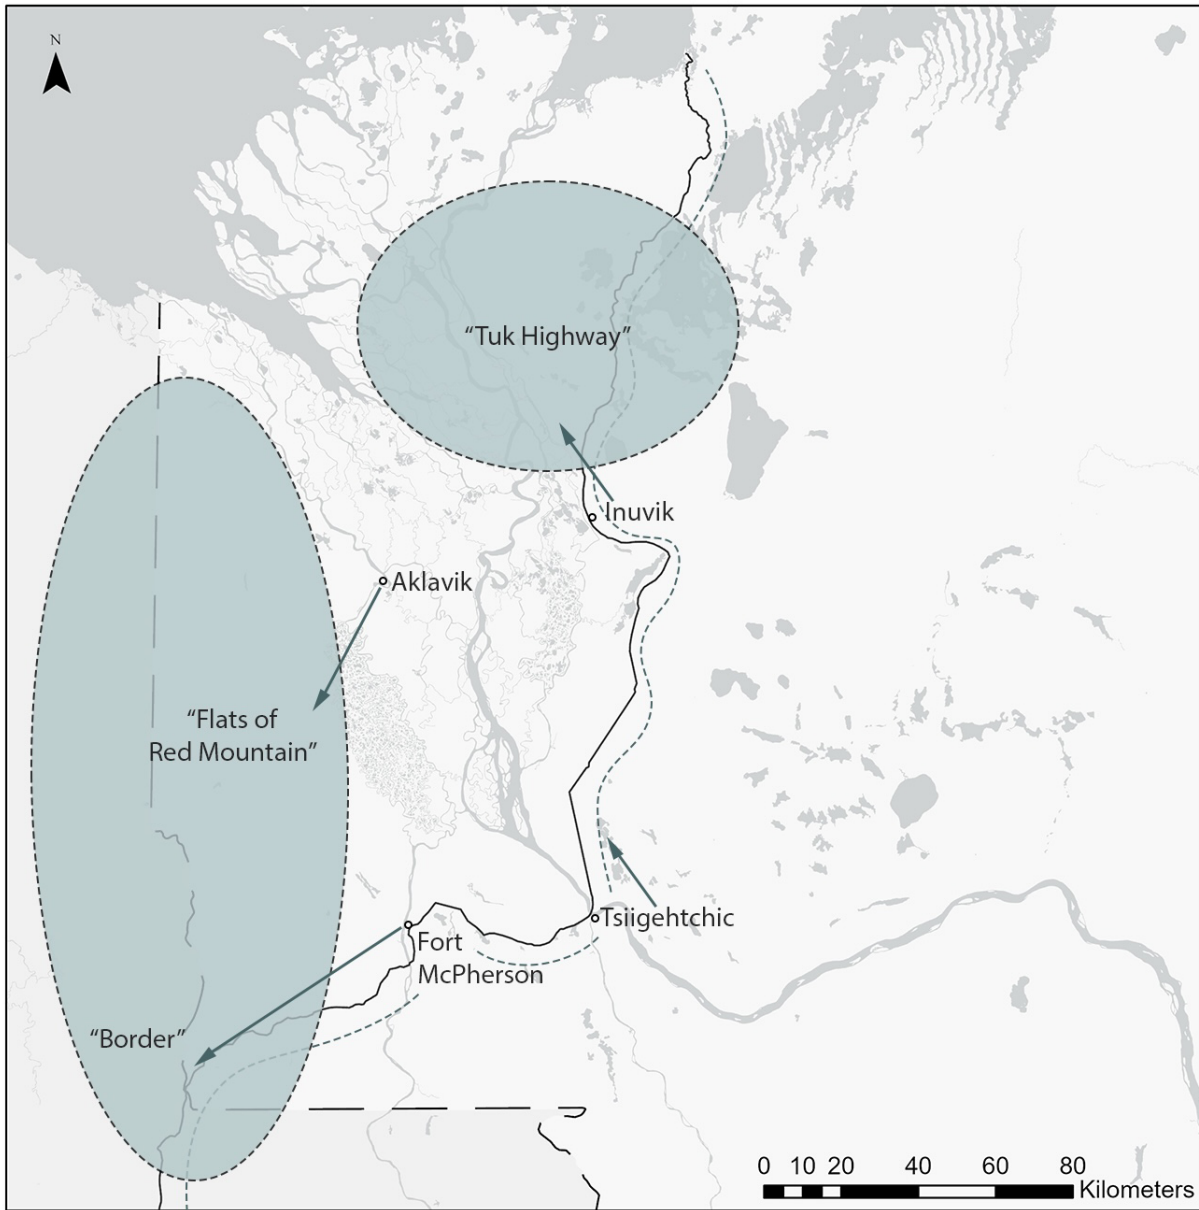 N
“Tuk Highway”
Inuvik
Aklavik
“Flats of
Red Mountain”
Tsiigehtchic
Fort
McPherson
“Border”
0 10 20 40 60 80
Kilometers